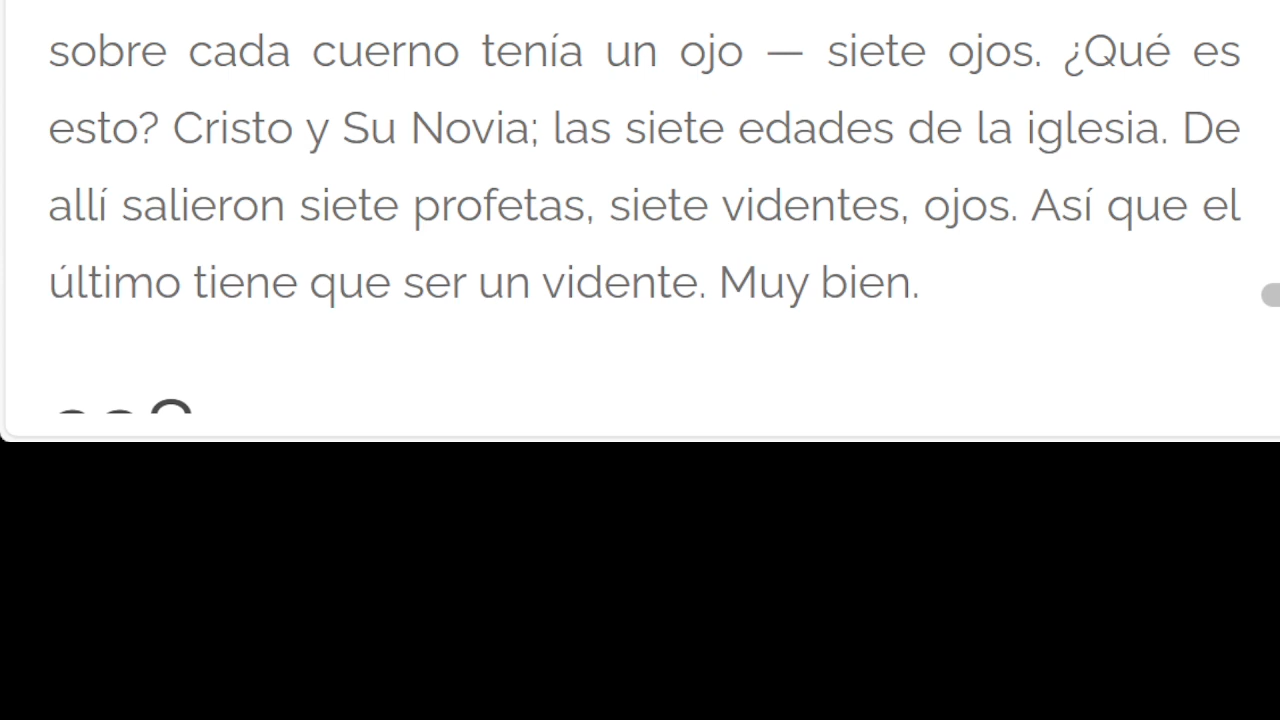 sobre cada cuerno tenía un ojo — siete ojos. ¿Qué es
esto? Cristo y Su Novia; las siete edades de la iglesia. De
allí salieron siete profetas, siete videntes, ojos. Así que el
último tiene que ser un vidente. Muy bien.